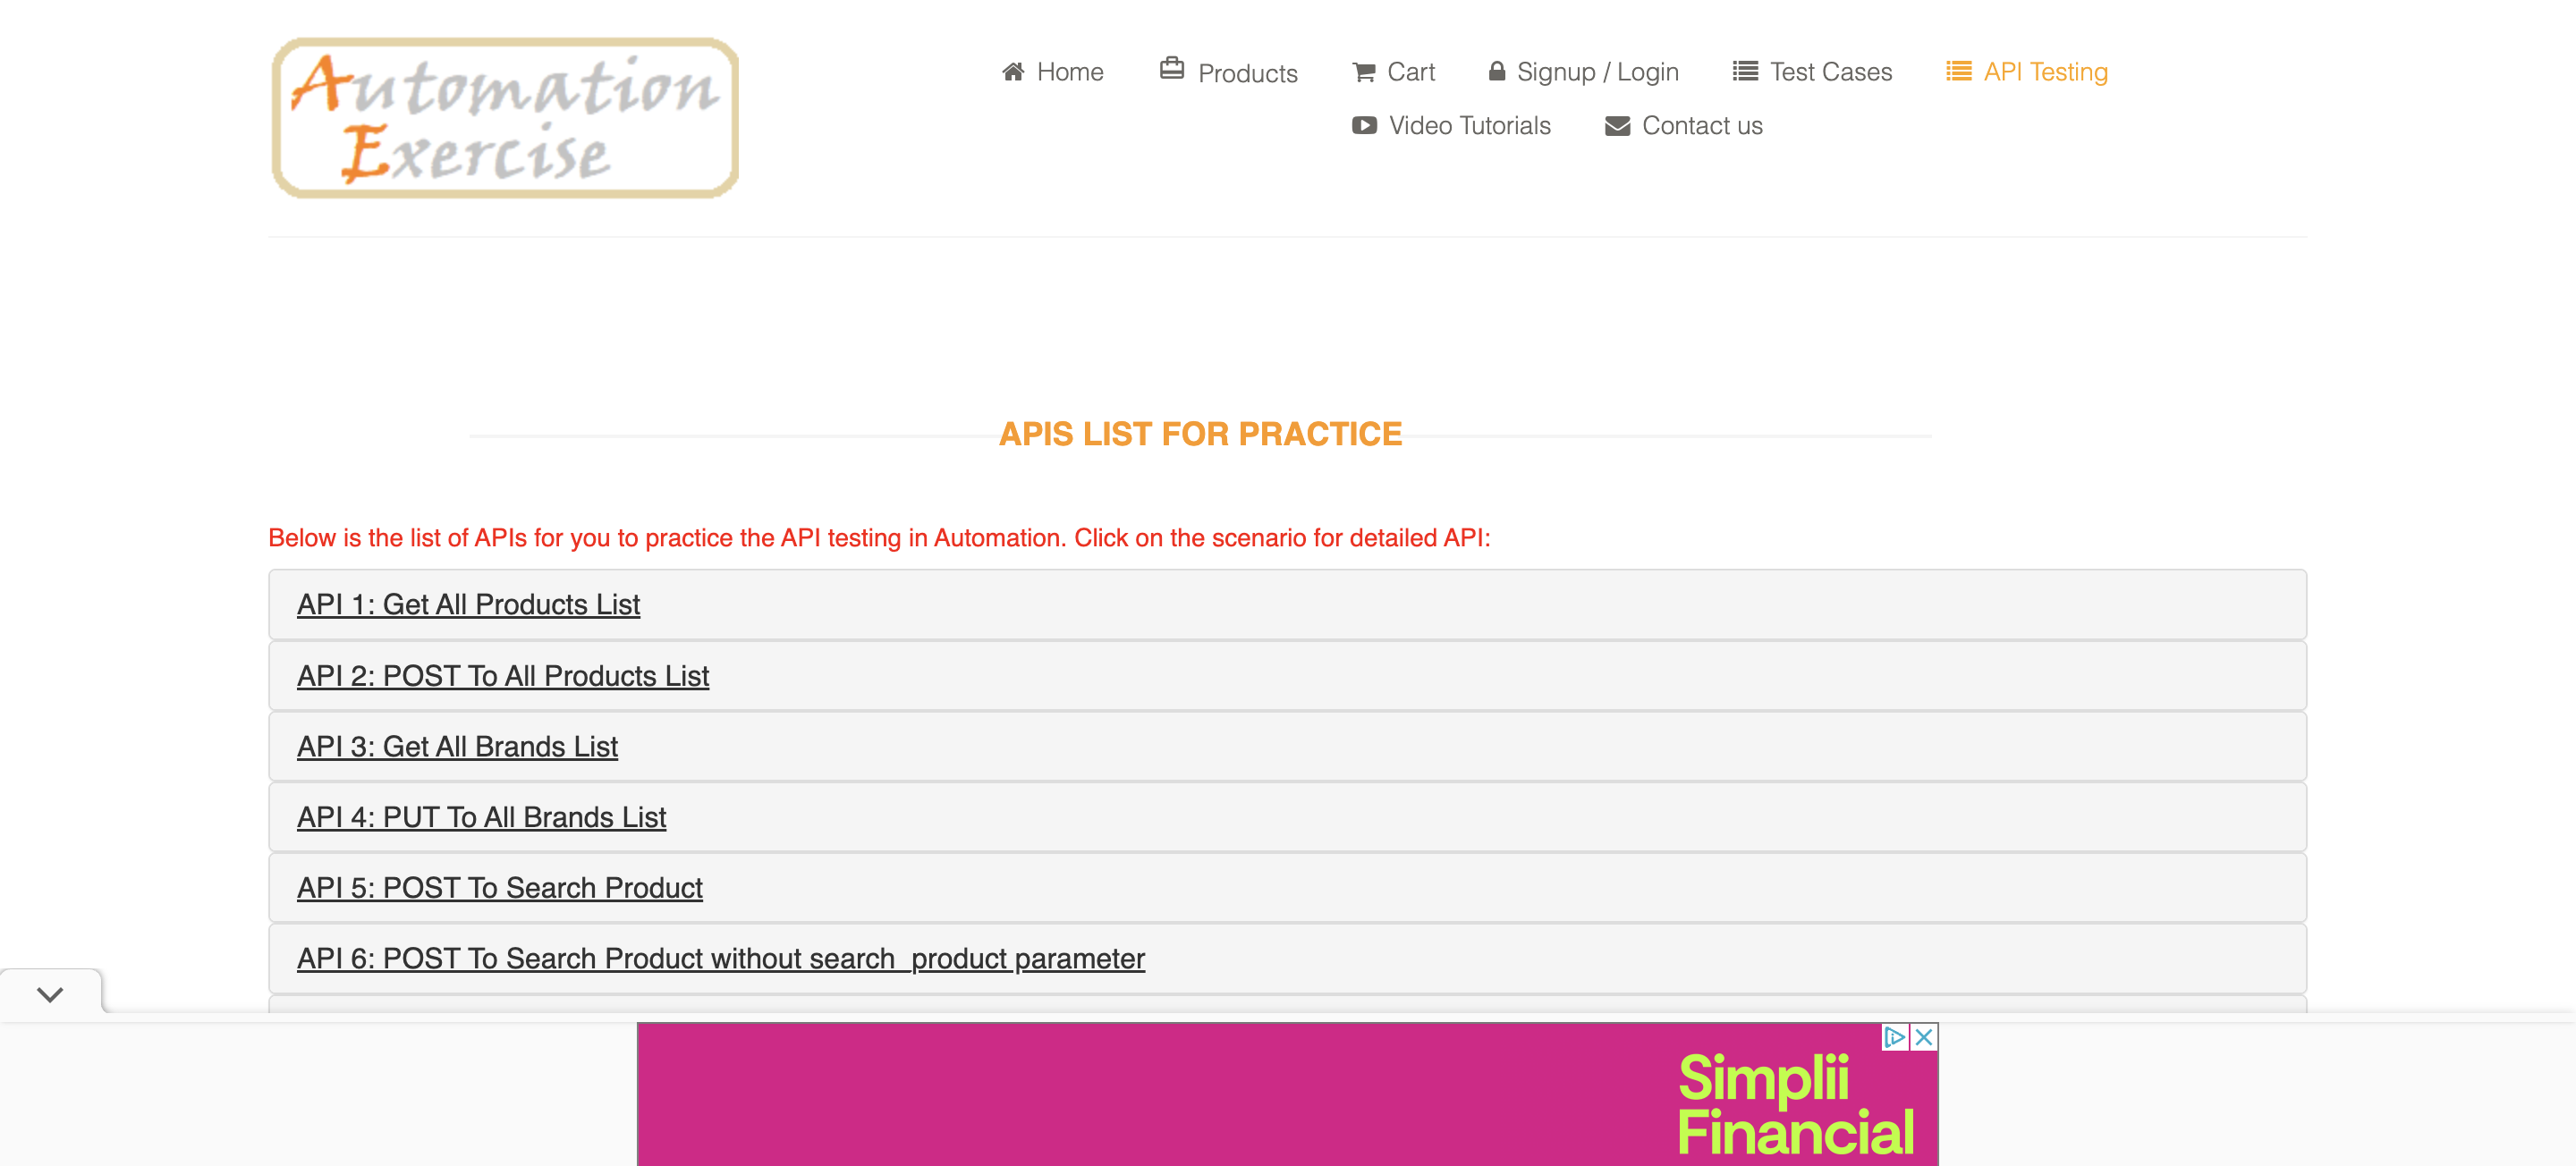 Automation
Exercise
Home
Products
Cart
Signup / Login
Test Cases
API Testing
Video Tutorials
Contact us
APIS LIST FOR PRACTICE
Below is the list of APIs for you to practice the API testing in Automation. Click on the scenario for detailed API:
API 1: Get All Products List
API 2: POST To All Products List
API 3: Get All Brands List
API 4: PUT To All Brands List
API 5: POST To Search Product
API 6: POST To Search Product without search_product parameter
Simplii
Financial